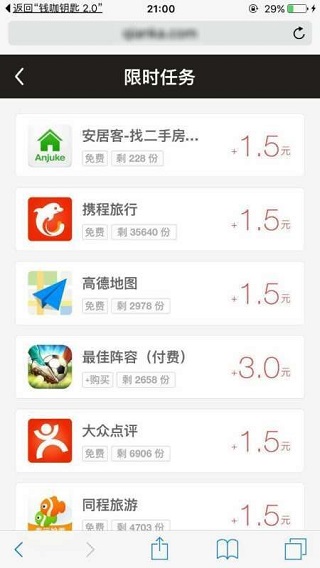 返回“钱咖钥匙 2.0” 21:00 29%
限时任务
安居客-找二手房... +1.5元
Anjuke 免费 剩 228 份
携程旅行 +1.5元
免费 剩 35640 份
高德地图 +1.5元
免费 剩 2978 份
最佳阵容（付费） +3.0元
+购买 剩 2658 份
大众点评 +1.5元
免费 剩 6906 份
同程旅游 +1.5元
免费 剩 4703 份